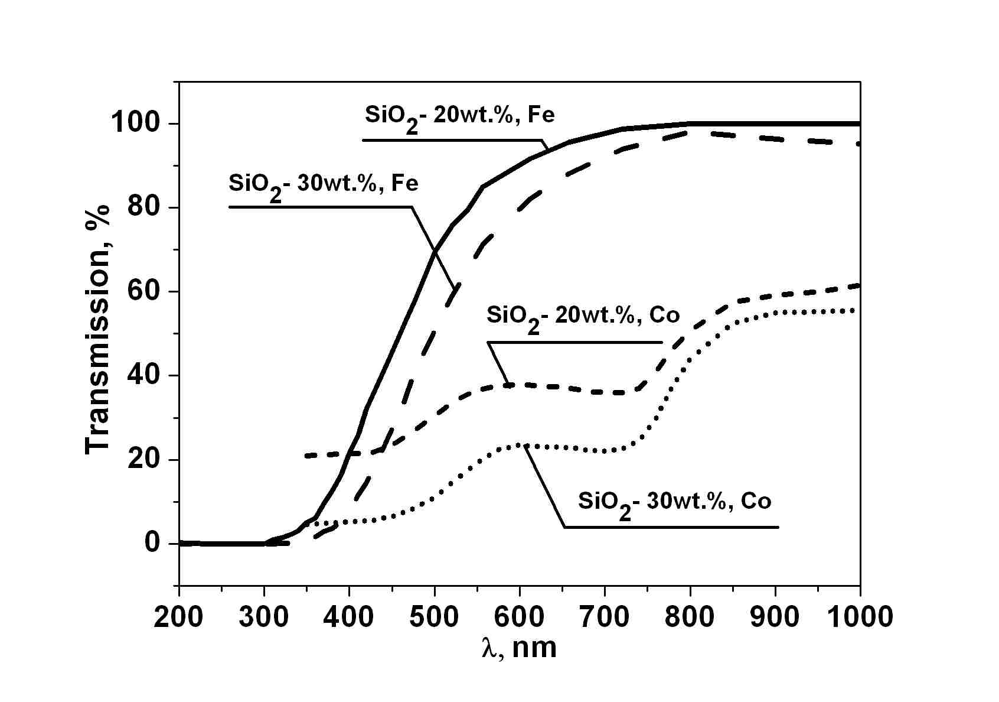 SiO2- 20wt.%, Fe
SiO2- 30wt.%, Fe
SiO2- 20wt.%, Co
SiO2- 30wt.%, Co
Transmission, %
100
80
60
40
20
0
200 300 400 500 600 700 800 900 1000
λ, nm